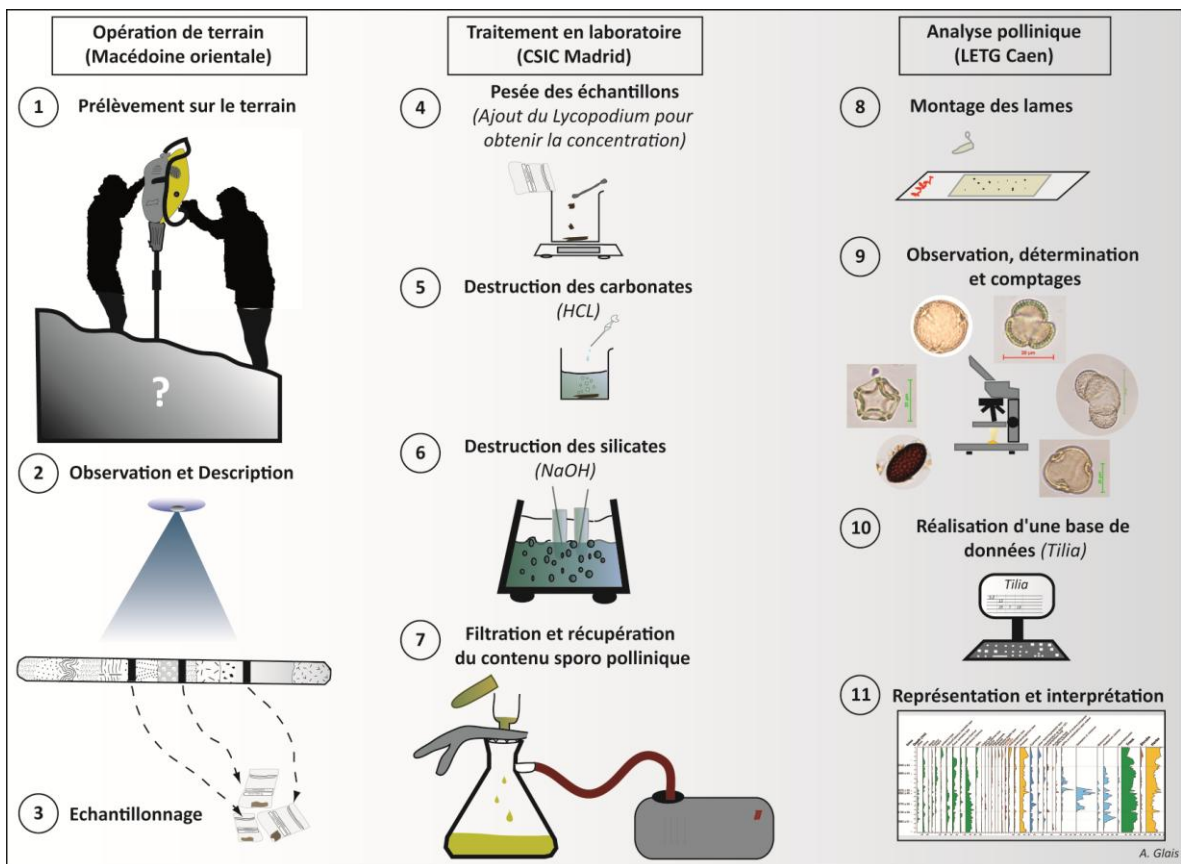 Opération de terrain
(Macédoine orientale)
1 Prélèvement sur le terrain
?
2 Observation et Description
3 Echantillonnage
Traitement en laboratoire
(CSIC Madrid)
4 Pesée des échantillons
(Ajout du Lycopodium pour
obtenir la concentration)
5 Destruction des carbonates
(HCL)
6 Destruction des silicates
(NaOH)
7 Filtration et récupération
du contenu sporo pollinique
Analyse pollinique
(LETG Caen)
8 Montage des lames
9 Observation, détermination
et comptages
10 Réalisation d'une base de
données (Tilia)
Tilia
11 Représentation et interprétation
A. Glais